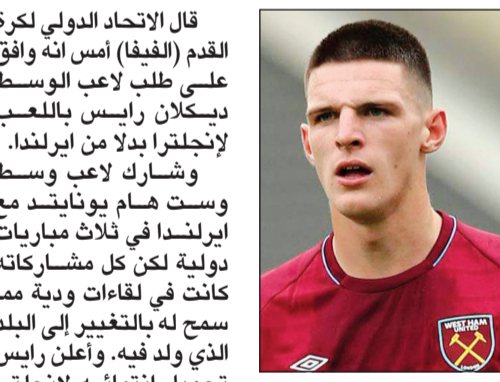 قال الاتحاد الدولي لكرة
القدم (الفيفا) أمس انه وافق
على طلب لاعب الوسط
ديكلان رايس باللعب
لإنجلترا بدلا من ايرلندا.
وشارك لاعب وسط
وست هام يونايتد مع
ايرلندا في ثلاث مباريات
دولية لكن كل مشاركاته
كانت في لقاءات ودية مما
سمح له بالتغيير إلى البلد
الذي ولد فيه. وأعلن رايس
WEST HAM
UNITED
LONDON